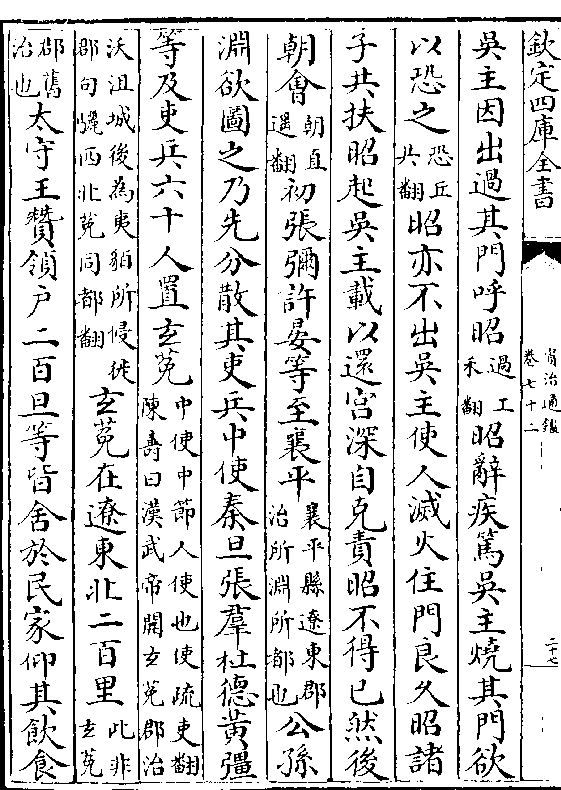 欽定四庫全書
資治通鑑
卷七十二
二十七
吳主因出過其門呼昭過工禾翻昭辭疾篤吳主燒其門欲
以恐之恐丘共翻昭亦不出吳主使人滅火住門良久昭諸
子共扶昭起吳主載以還宮深自克責昭不得已然後
朝會朝直遥翻初張彌許晏等至襄平襄平縣遼東郡治所淵所都也公孫
淵欲圖之乃先分散其吏兵中使秦旦張羣杜德黃彊
等及吏兵六十人置玄菟中使中節人使也使疏吏翻陳壽曰漢武帝開玄菟郡治
沃沮城後為夷貊所侵徙郡句驪西北菟同都翻玄菟在遼東北二百里此非玄菟
郡舊治也太守王贊領户二百旦等皆舍於民家仰其飲食